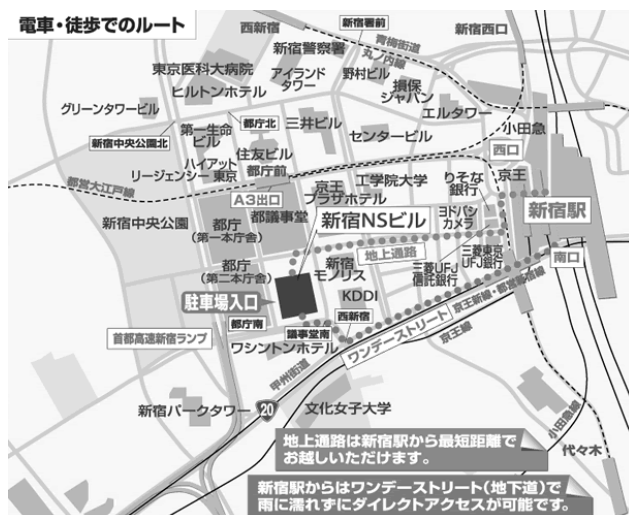 電車・徒歩でのルート
新宿署前
西新宿
青梅街道
丸ノ内線
新宿西口
新宿警察署
東京医科大病院
ヒルトンホテル
アイランド
タワー
野村ビル
損保
ジャパン
エルタワー
小田急
グリーンタワービル
都庁北
新宿中央公園北
第一生命
ビル
三井ビル
センタービル
住友ビル
ハイアット
リージェンシー 東京
都庁前
西口
都営大江戸線
A3出口
京王
プラザホテル
工学院大学
りそな
銀行
京王
新宿駅
新宿中央公園
都庁
(第一本庁舎)
都議事堂
新宿NSビル
ヨドバシ
カメラ
地上通路
三菱東京
UFJ銀行
三菱UFJ
信託銀行
南口
都庁
(第二本庁舎)
新宿
モノリス
KDDI
駐車場入口
都庁南
議事堂南
西新宿
首都高速新宿ランプ
ワシントンホテル
ワンデーストリート
京王新線・都営新宿線
京王線
甲州街道
20
新宿パークタワー
文化女子大学
小田急線
代々木
地上通路は新宿駅から最短距離で
お越しいただけます。
新宿駅からはワンデーストリート(地下道)で
雨に濡れずにダイレクトアクセスが可能です。